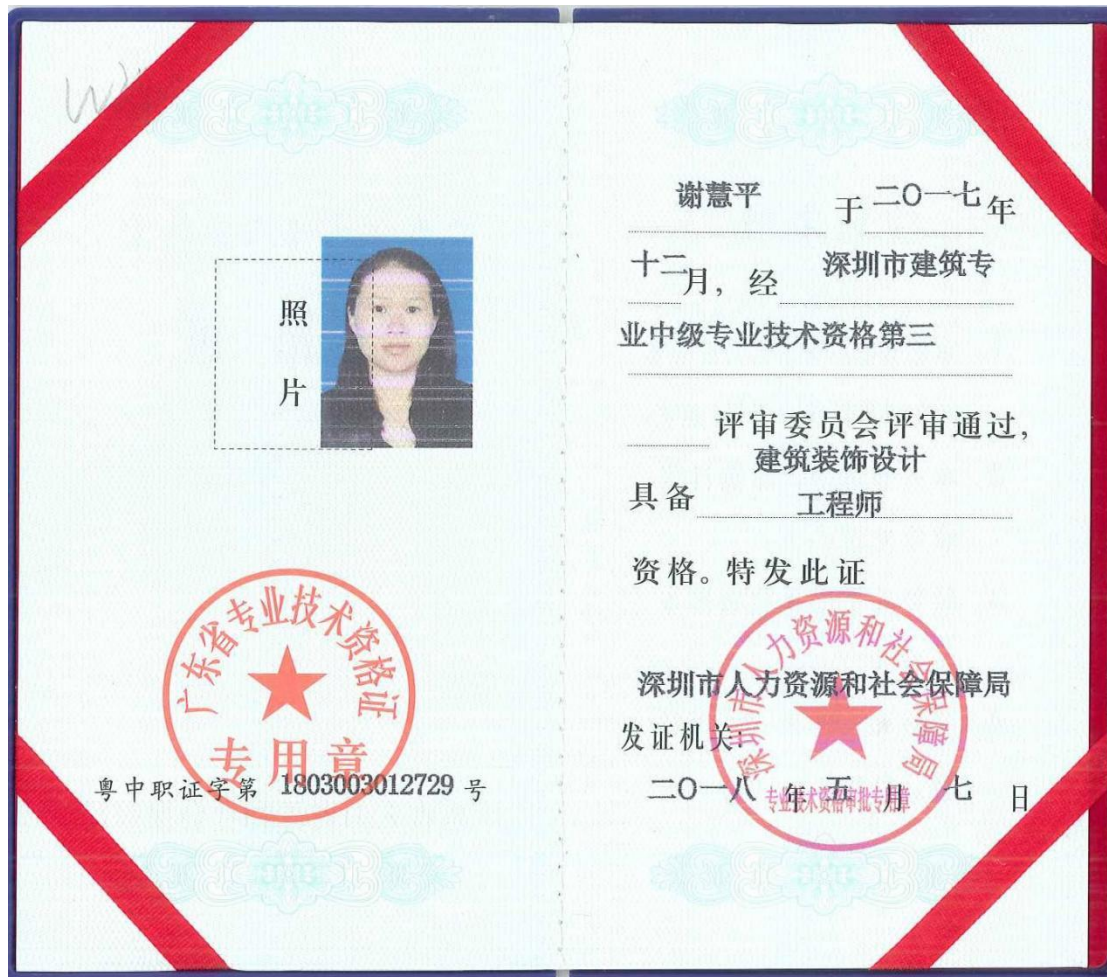 照
片
广东省专业技术资格证
专用章
粤中职证字第 1803003012729 号
谢慧平 于 二〇一七 年
十二月，经 深圳市建筑专
业中级专业技术资格第三
评审委员会评审通过，
建筑装饰设计
具备 工程师
资格。特发此证
深圳市人力资源和社会保障局
深圳市人力资源和社会保障局
发证机关：
二〇一八 年 五 月 七 日
专业技术资格审批专用章